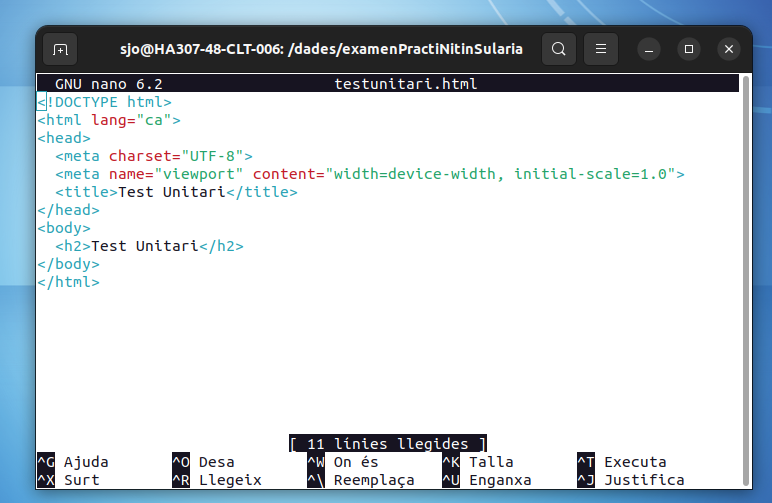 sjo@HA307-48-CLT-006: /dades/examenPractiNitinSularia
GNU nano 6.2 testunitari.html
<!DOCTYPE html>
<html lang="ca">
<head>
  <meta charset="UTF-8">
  <meta name="viewport" content="width=device-width, initial-scale=1.0">
  <title>Test Unitari</title>
</head>
<body>
  <h2>Test Unitari</h2>
</body>
</html>
[ 11 línies llegides ]
^G Ajuda ^O Desa ^W On és ^K Talla ^T Executa
^X Surt ^R Llegeix ^\ Reemplaça ^U Enganxa ^J Justifica